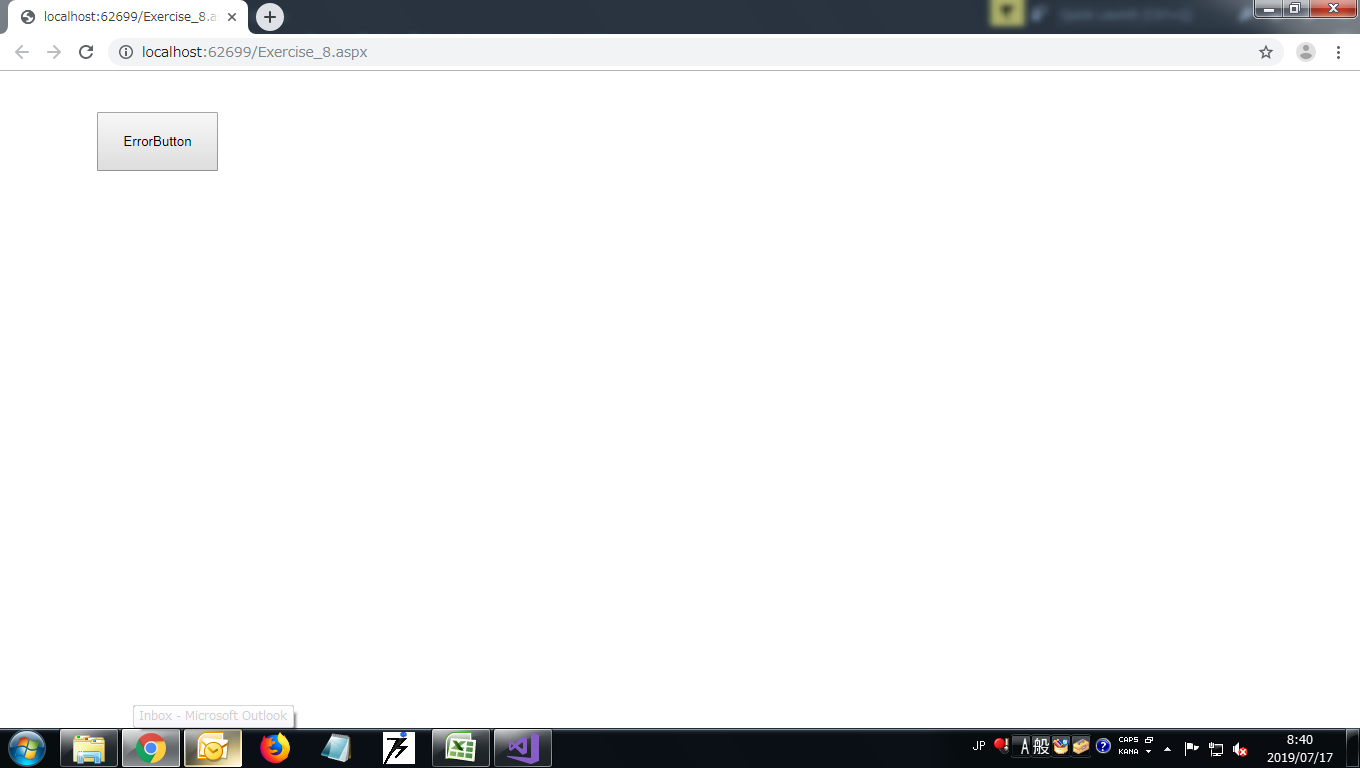 localhost:62699/Exercise_8.a
localhost:62699/Exercise_8.aspx
ErrorButton
Inbox - Microsoft Outlook
JP
A 般
CAPS
KANA
8:40
2019/07/17